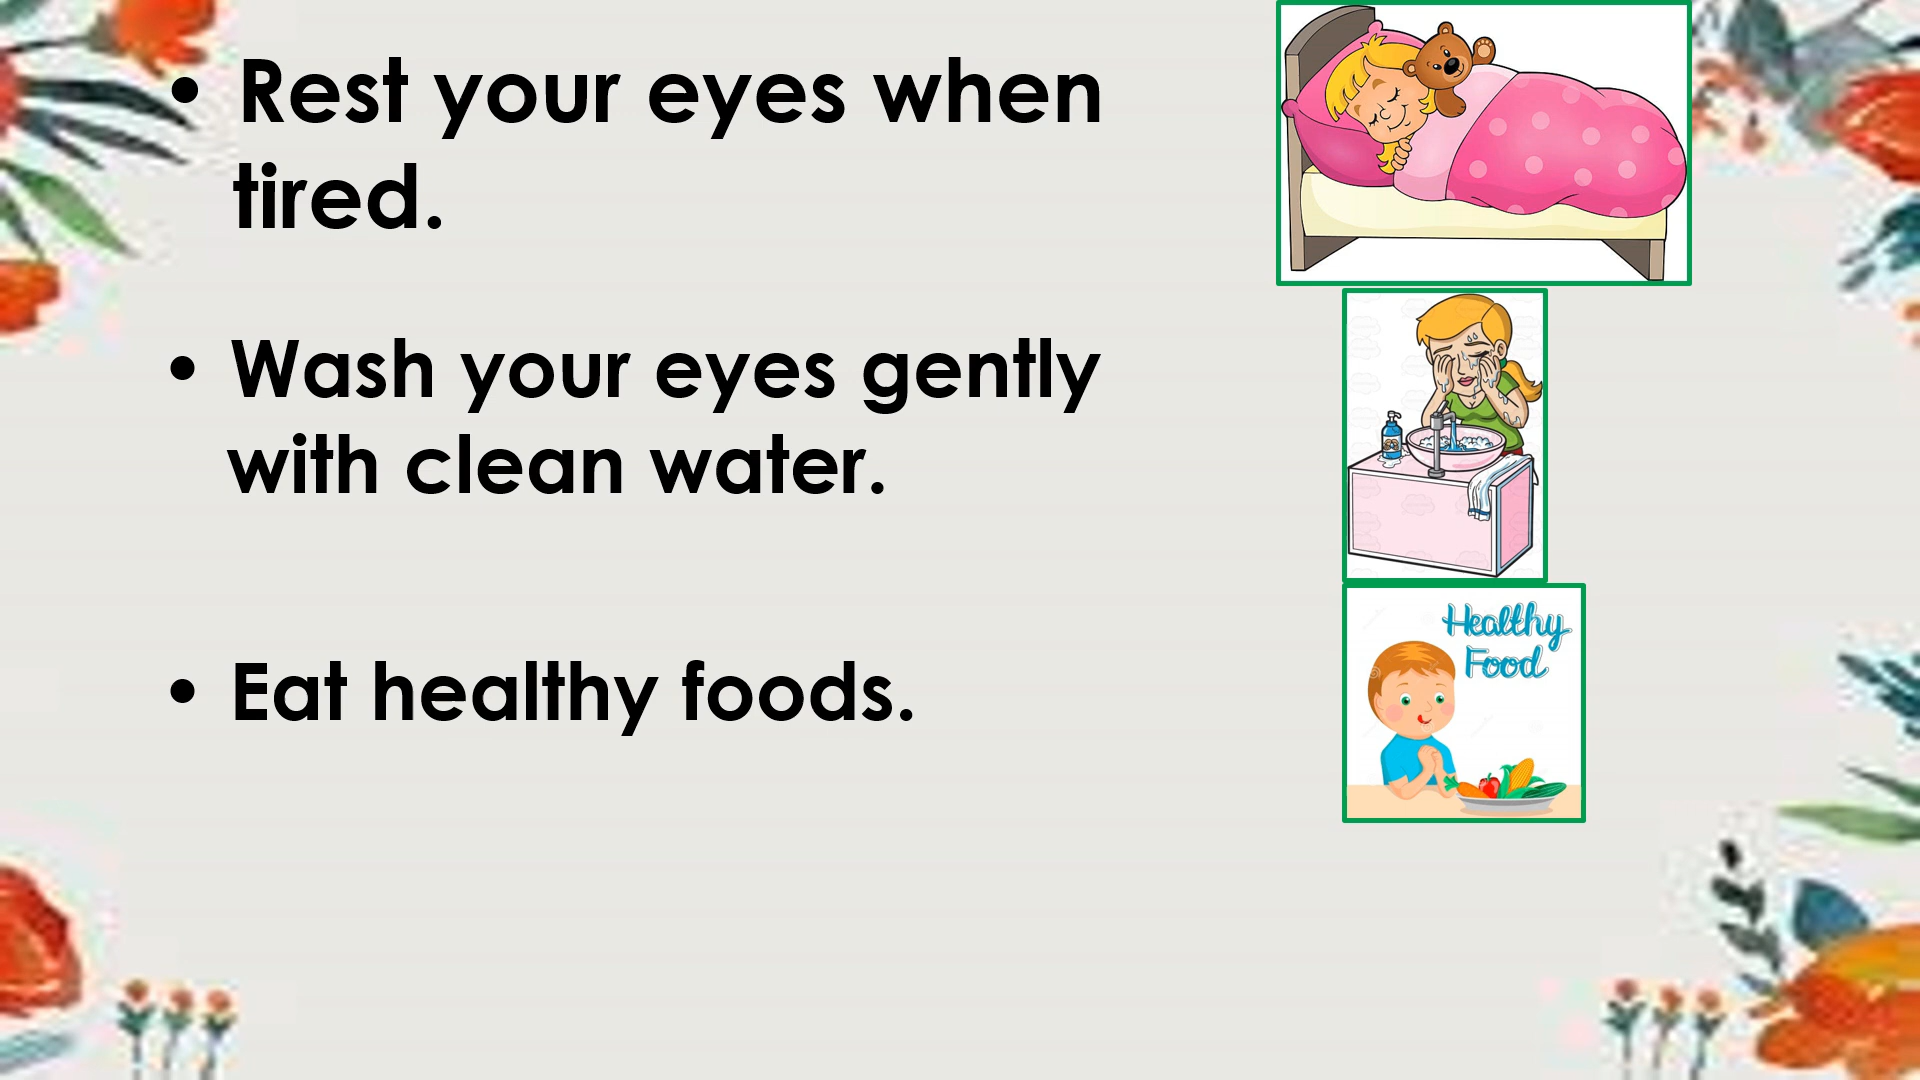 • Rest your eyes when
tired.
• Wash your eyes gently
with clean water.
• Eat healthy foods.
Healthy
Food